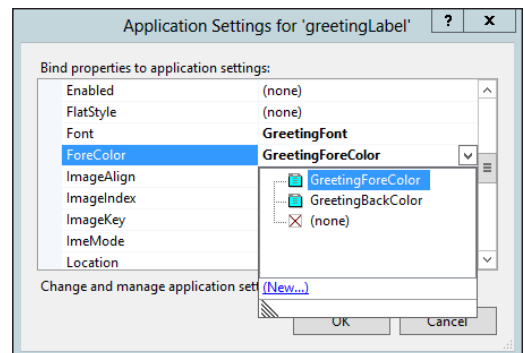 Application Settings for 'greetingLabel' ? x
Bind properties to application settings:
Enabled (none)
FlatStyle (none)
Font GreetingFont
ForeColor GreetingForeColor
ImageAlign GreetingForeColor
ImageIndex GreetingBackColor
ImageKey (none)
ImeMode
Location
Change and manage application sett (New...)
OK Cancel